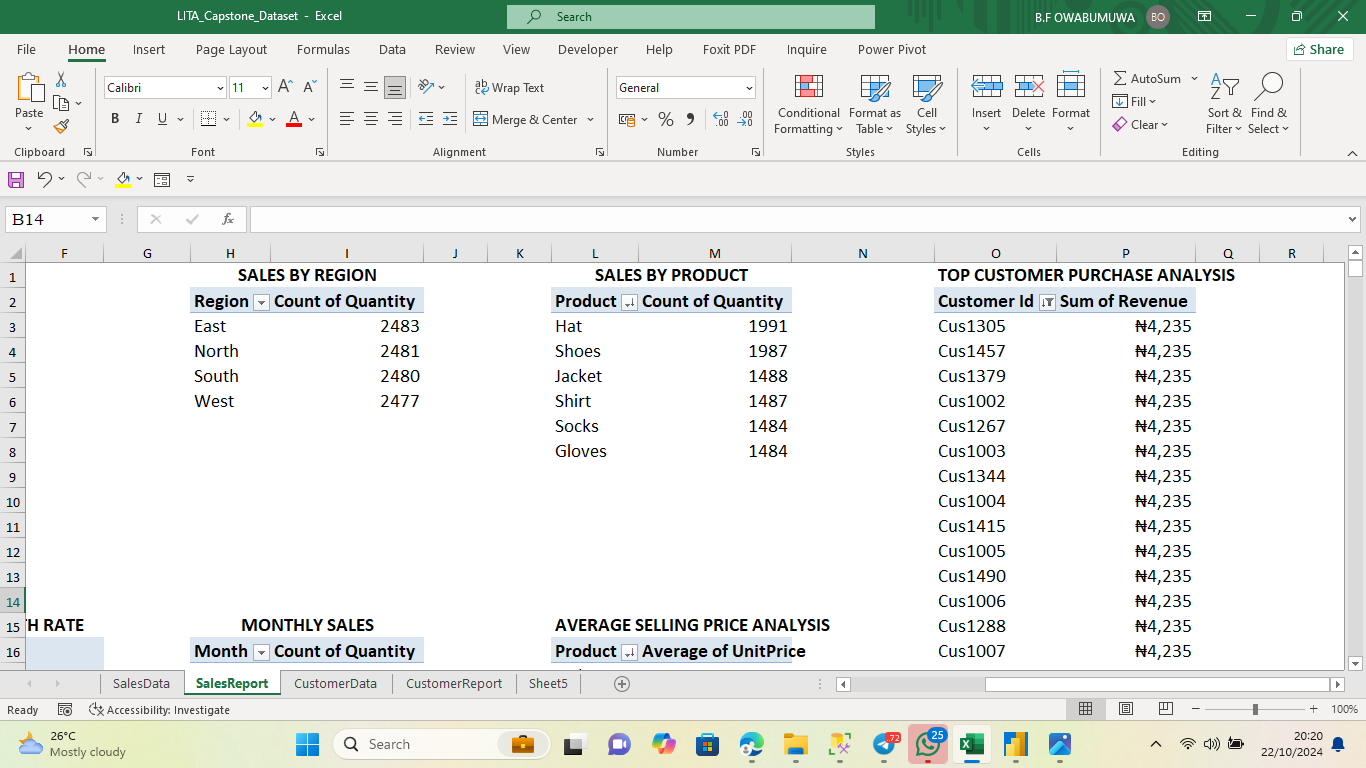 LITA_Capstone_Dataset - Excel
Search
B.F OWABUMUWA
BO
File Home Insert Page Layout Formulas Data Review View Developer Help Foxit PDF Inquire Power Pivot
Share
Paste
Calibri 11
Wrap Text
General
Conditional Formatting
Format as Table
Cell Styles
Insert Delete Format
AutoSum
Fill
Clear
Sort & Filter
Find & Select
B I U A
Merge & Center
Clipboard Font Alignment Number Styles Cells Editing
B14
fx
F G H I J K L M N O P Q R
1 SALES BY REGION SALES BY PRODUCT TOP CUSTOMER PURCHASE ANALYSIS
2 Region Count of Quantity Product Count of Quantity Customer Id Sum of Revenue
3 East 2483 Hat 1991 Cus1305 ₦4,235
4 North 2481 Shoes 1987 Cus1457 ₦4,235
5 South 2480 Jacket 1488 Cus1379 ₦4,235
6 West 2477 Shirt 1487 Cus1002 ₦4,235
7 Socks 1484 Cus1267 ₦4,235
8 Gloves 1484 Cus1003 ₦4,235
9 Cus1344 ₦4,235
10 Cus1004 ₦4,235
11 Cus1415 ₦4,235
12 Cus1005 ₦4,235
13 Cus1490 ₦4,235
14 Cus1006 ₦4,235
15 'H RATE MONTHLY SALES AVERAGE SELLING PRICE ANALYSIS Cus1288 ₦4,235
16 Month Count of Quantity Product Average of UnitPrice Cus1007 ₦4,235
SalesData SalesReport CustomerData CustomerReport Sheet5
Ready Accessibility: Investigate 100%
26°C
Mostly cloudy
Search
72
25
20:20
22/10/2024